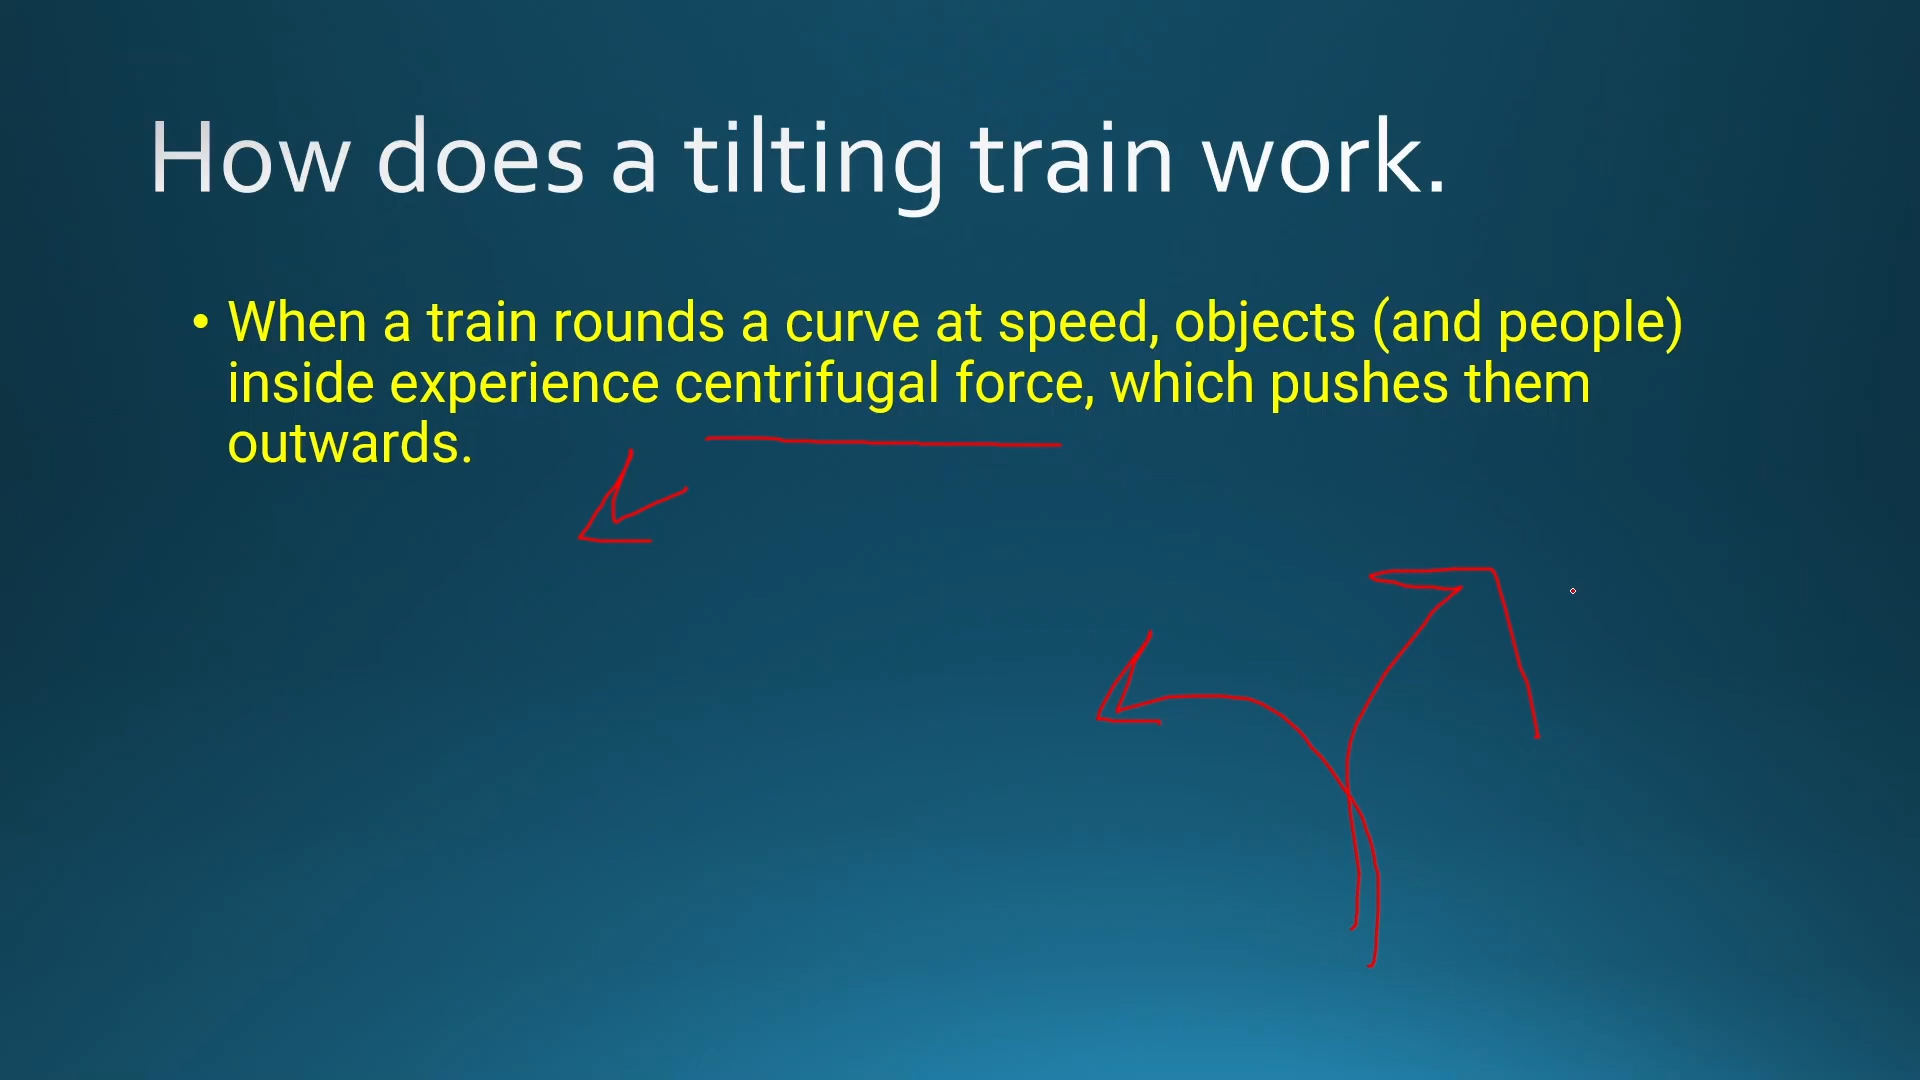 How does a tilting train work.
• When a train rounds a curve at speed, objects (and people)
inside experience centrifugal force, which pushes them
outwards.